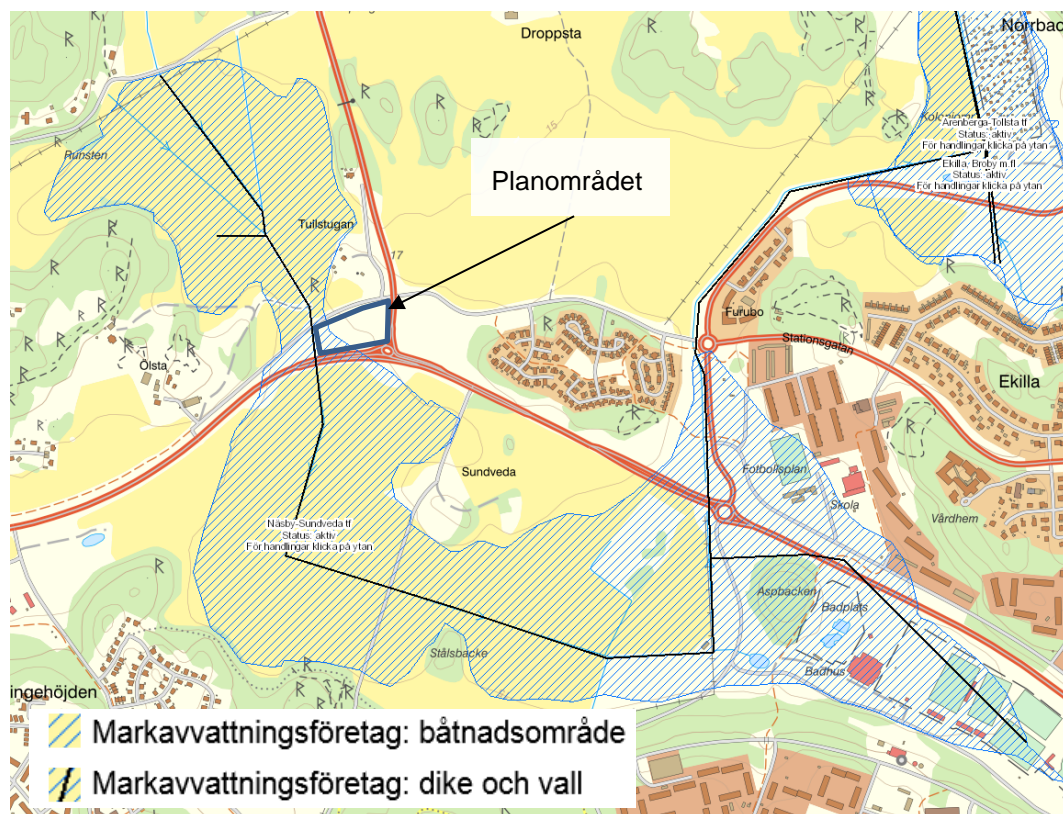 Droppsta
Norrbac
R
Kolonior
Arenberga-Tollsta tf
Status: aktiv
För handlingar klicka på ytan
Ekilla, Broby m.fl
Status: aktiv
För handlingar klicka på ytan
15
Runsten
Planområdet
Tullstugan
17
Furubo
Stationsgatan
Ölsta
Ekilla
Sundveda
Fotbollsplan
Skola
Vårdhem
Näsby-Sundveda tf
Status: aktiv
För handlingar klicka på ytan
Aspbacken
Badplats
Stålsbacke
Badhus
ingehöjden
Markavvattningsföretag: båtnadsområde
Markavvattningsföretag: dike och vall